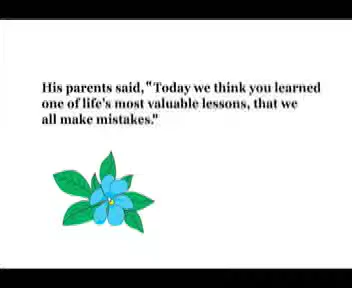 His parents said, "Today we think you learned
one of life's most valuable lessons, that we
all make mistakes."